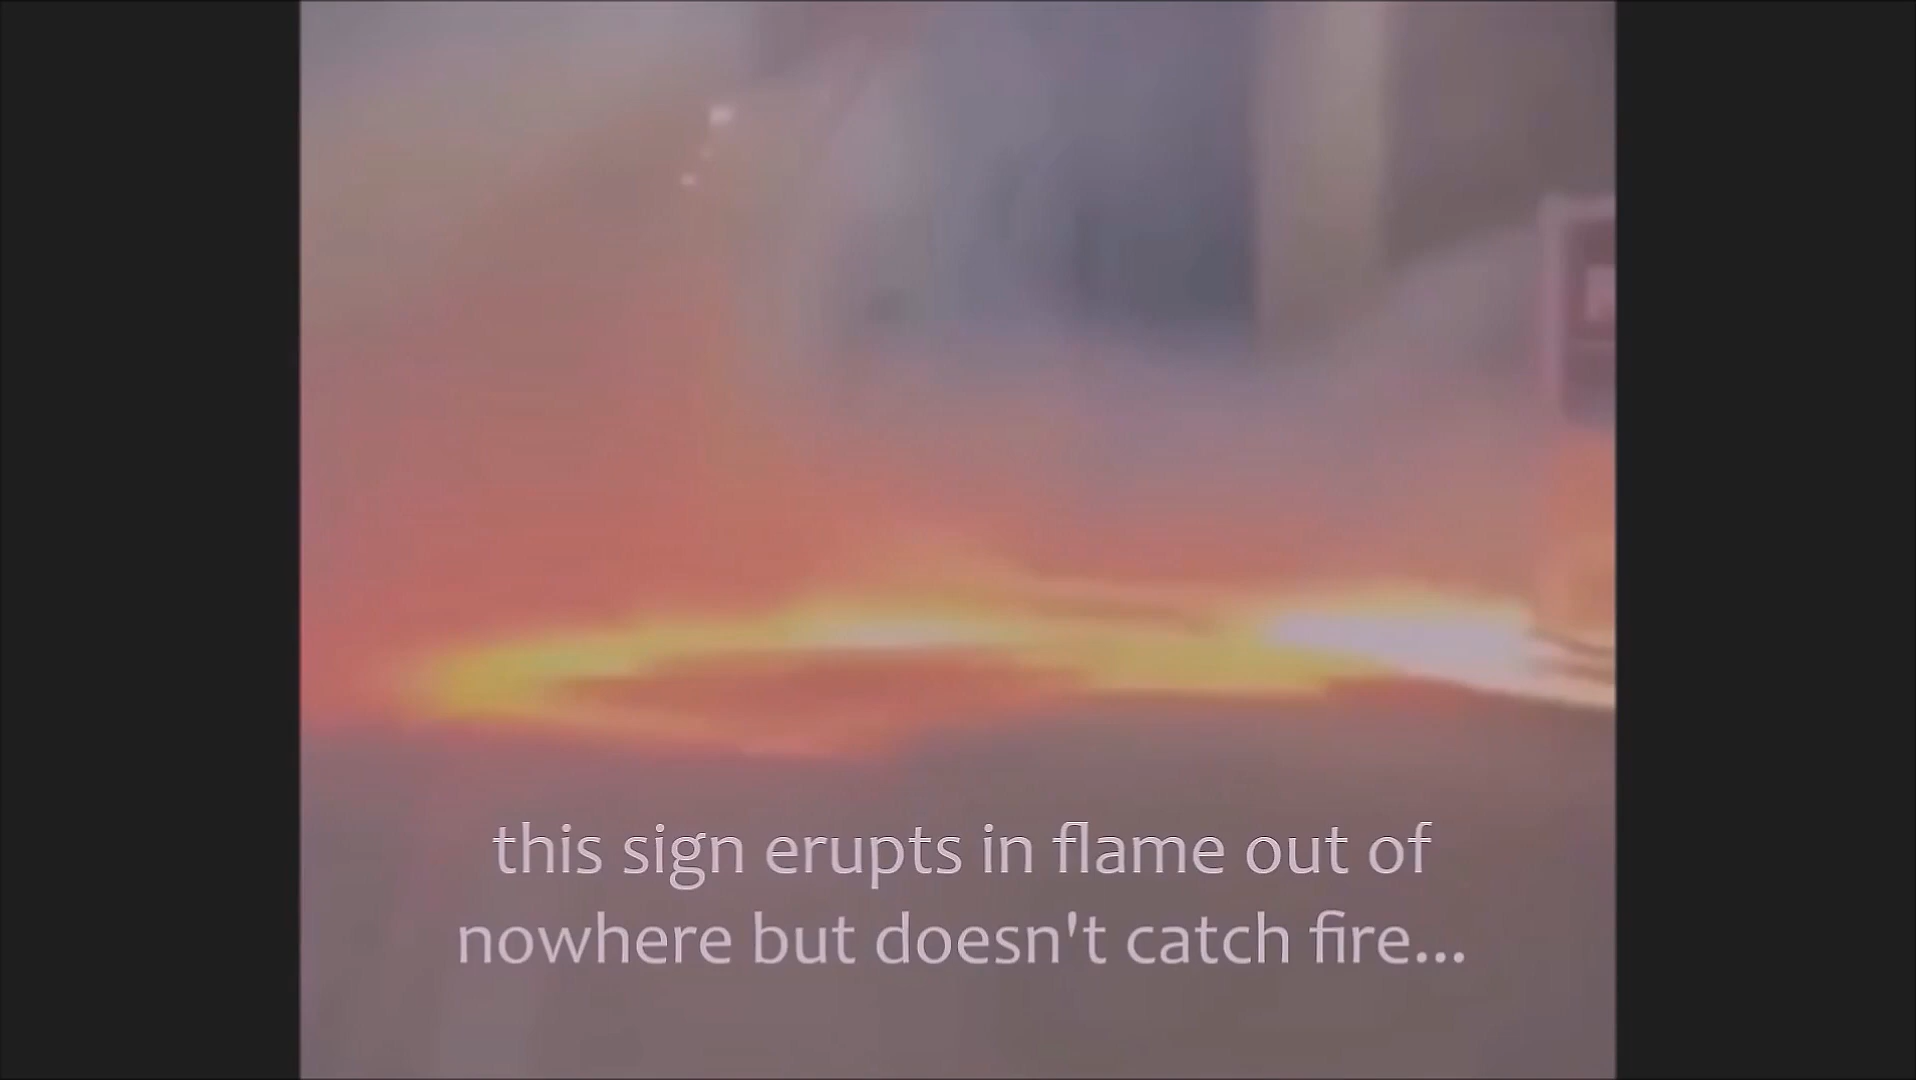 this sign erupts in flame out of
nowhere but doesn't catch fire...